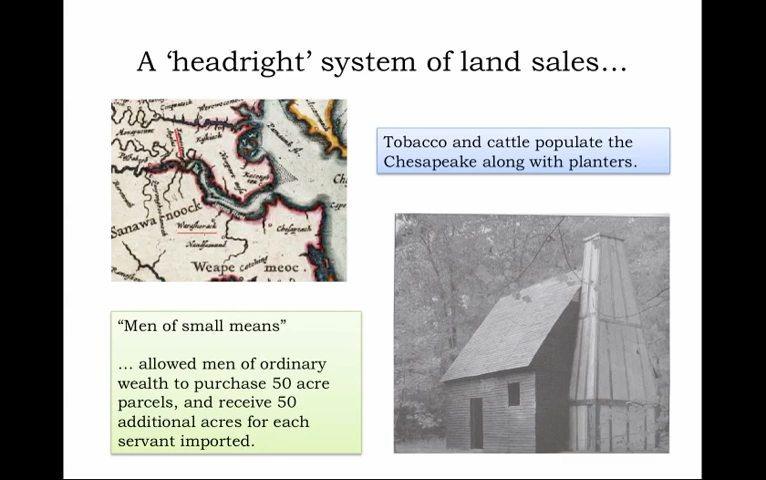 A ‘headright’ system of land sales…
Tobacco and cattle populate the
Chesapeake along with planters.
Sanawa noock
Weape meoc .
“Men of small means”
… allowed men of ordinary
wealth to purchase 50 acre
parcels, and receive 50
additional acres for each
servant imported.